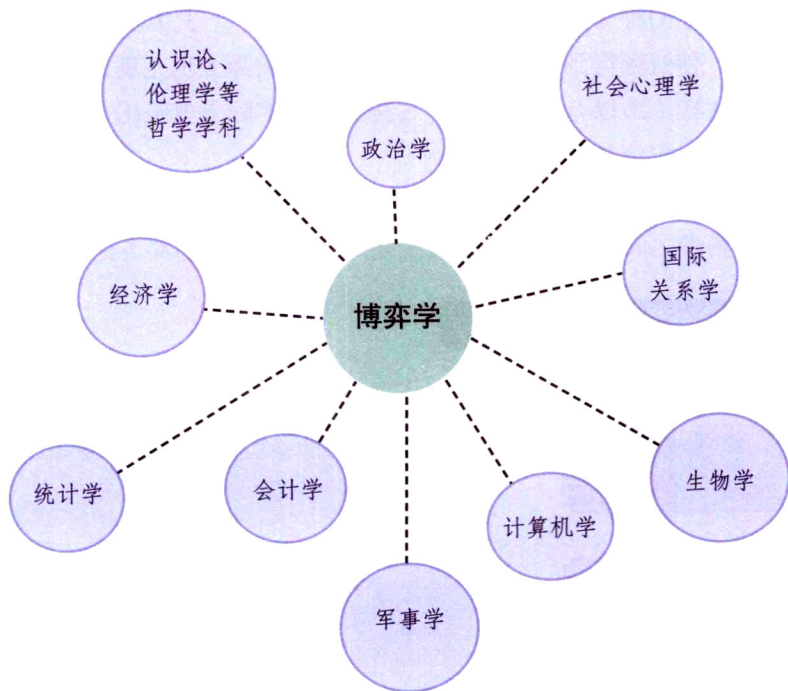 认识论、
伦理学等
哲学学科
政治学
社会心理学
经济学
博弈学
国际
关系学
统计学
会计学
军事学
计算机学
生物学